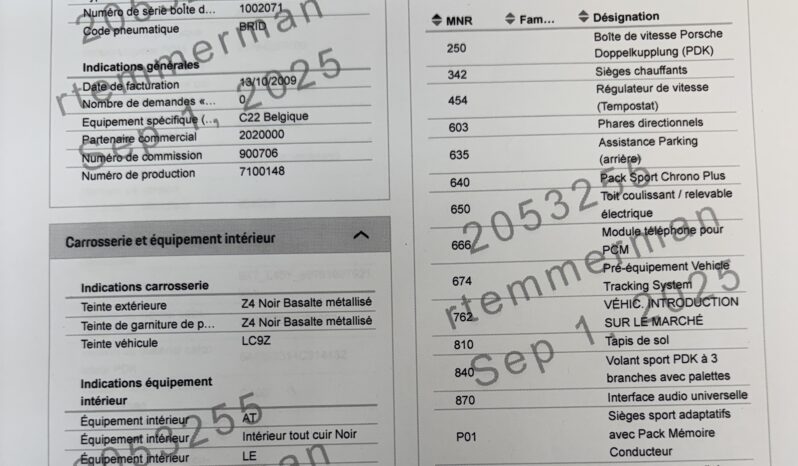 Numéro de série boîte d… 1002071
Code pneumatique BRID
Indications générales
Date de facturation 13/10/2009
Nombre de demandes «… 0
Equipement spécifique (… C22 Belgique
Partenaire commercial 2020000
Numéro de commission 900706
Numéro de production 7100148
Carrosserie et équipement intérieur
Indications carrosserie
Teinte extérieure Z4 Noir Basalte métallisé
Teinte de garniture de p… Z4 Noir Basalte métallisé
Teinte véhicule LC9Z
Indications équipement
intérieur
Équipement intérieur AT
Équipement intérieur Intérieur tout cuir Noir
Équipement intérieur LE
MNR Fam… Désignation
250 Boîte de vitesse Porsche
Doppelkupplung (PDK)
342 Sièges chauffants
454 Régulateur de vitesse
(Tempostat)
603 Phares directionnels
635 Assistance Parking
(arrière)
640 Pack Sport Chrono Plus
650 Toit coulissant / relevable
électrique
666 Module téléphone pour
PCM
674 Pré-équipement Vehicle
Tracking System
762 VÉHIC. INTRODUCTION
SUR LE MARCHÉ
810 Tapis de sol
840 Volant sport PDK à 3
branches avec palettes
870 Interface audio universelle
P01 Sièges sport adaptatifs
avec Pack Mémoire
Conducteur
rtemmerman
Sep 1, 2025
2053255
rtemmerman
Sep 1, 2025
2053255